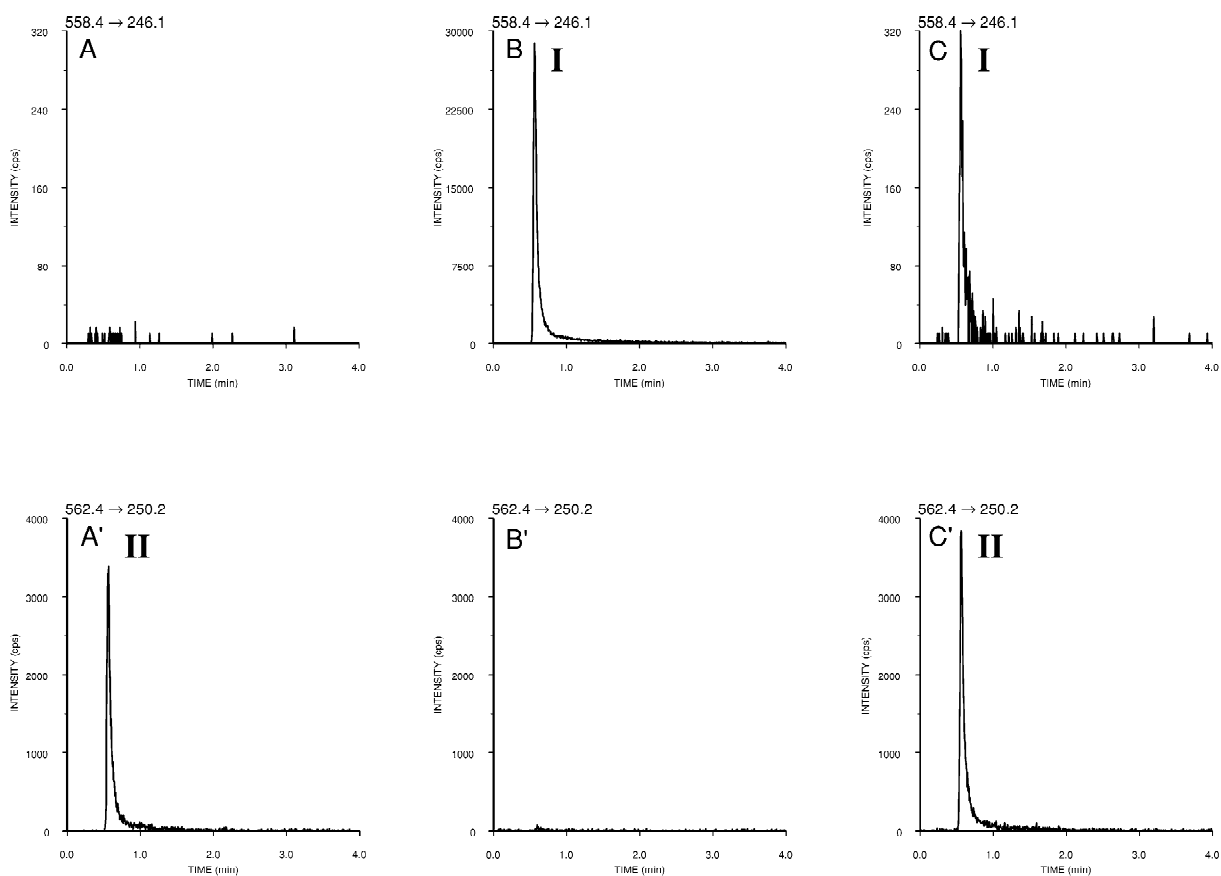 558.4 → 246.1
A
320
240
160
80
0
INTENSITY (cps)
0.0 1.0 2.0 3.0 4.0
TIME (min)
558.4 → 246.1
B I
30000
22500
15000
7500
0
INTENSITY (cps)
0.0 1.0 2.0 3.0 4.0
TIME (min)
558.4 → 246.1
C I
320
240
160
80
0
INTENSITY (cps)
0.0 1.0 2.0 3.0 4.0
TIME (min)
562.4 → 250.2
A' II
4000
3000
2000
1000
0
INTENSITY (cps)
0.0 1.0 2.0 3.0 4.0
TIME (min)
562.4 → 250.2
B'
4000
3000
2000
1000
0
INTENSITY (cps)
0.0 1.0 2.0 3.0 4.0
TIME (min)
562.4 → 250.2
C' II
4000
3000
2000
1000
0
INTENSITY (cps)
0.0 1.0 2.0 3.0 4.0
TIME (min)